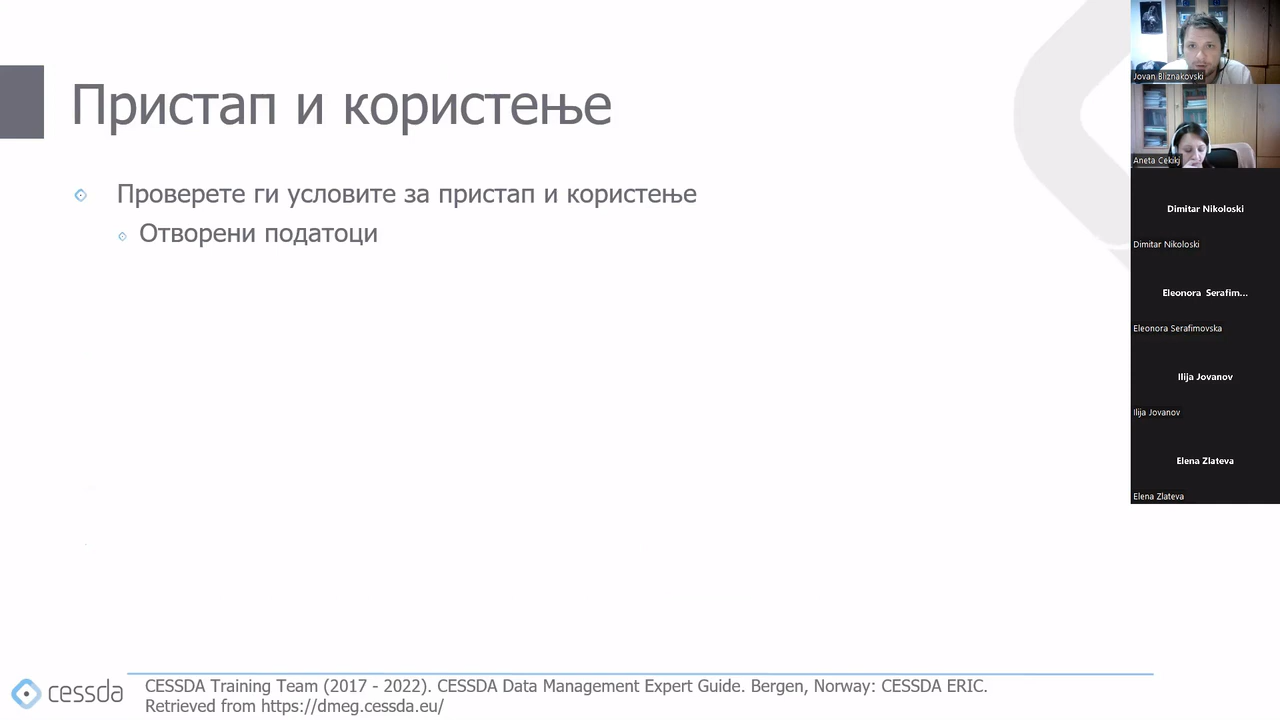 Пристап и користење
Проверете ги условите за пристап и користење
Отворени податоци
cessda
CESSDA Training Team (2017 - 2022). CESSDA Data Management Expert Guide. Bergen, Norway: CESSDA ERIC.
Retrieved from https://dmeg.cessda.eu/
Jovan Bliznakovski
Aneta Cekikj
Dimitar Nikoloski
Dimitar Nikoloski
Eleonora Serafim...
Eleonora Serafimovska
Ilija Jovanov
Ilija Jovanov
Elena Zlateva
Elena Zlateva